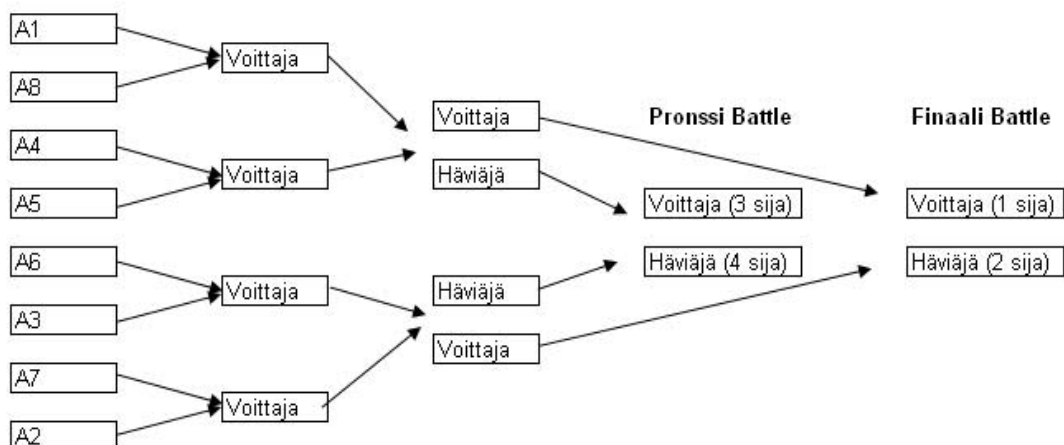 A1
A8
A4
A5
A6
A3
A7
A2
Voittaja
Voittaja
Voittaja
Voittaja
Voittaja
Häviäjä
Häviäjä
Voittaja
Pronssi Battle
Voittaja (3 sija)
Häviäjä (4 sija)
Finaali Battle
Voittaja (1 sija)
Häviäjä (2 sija)